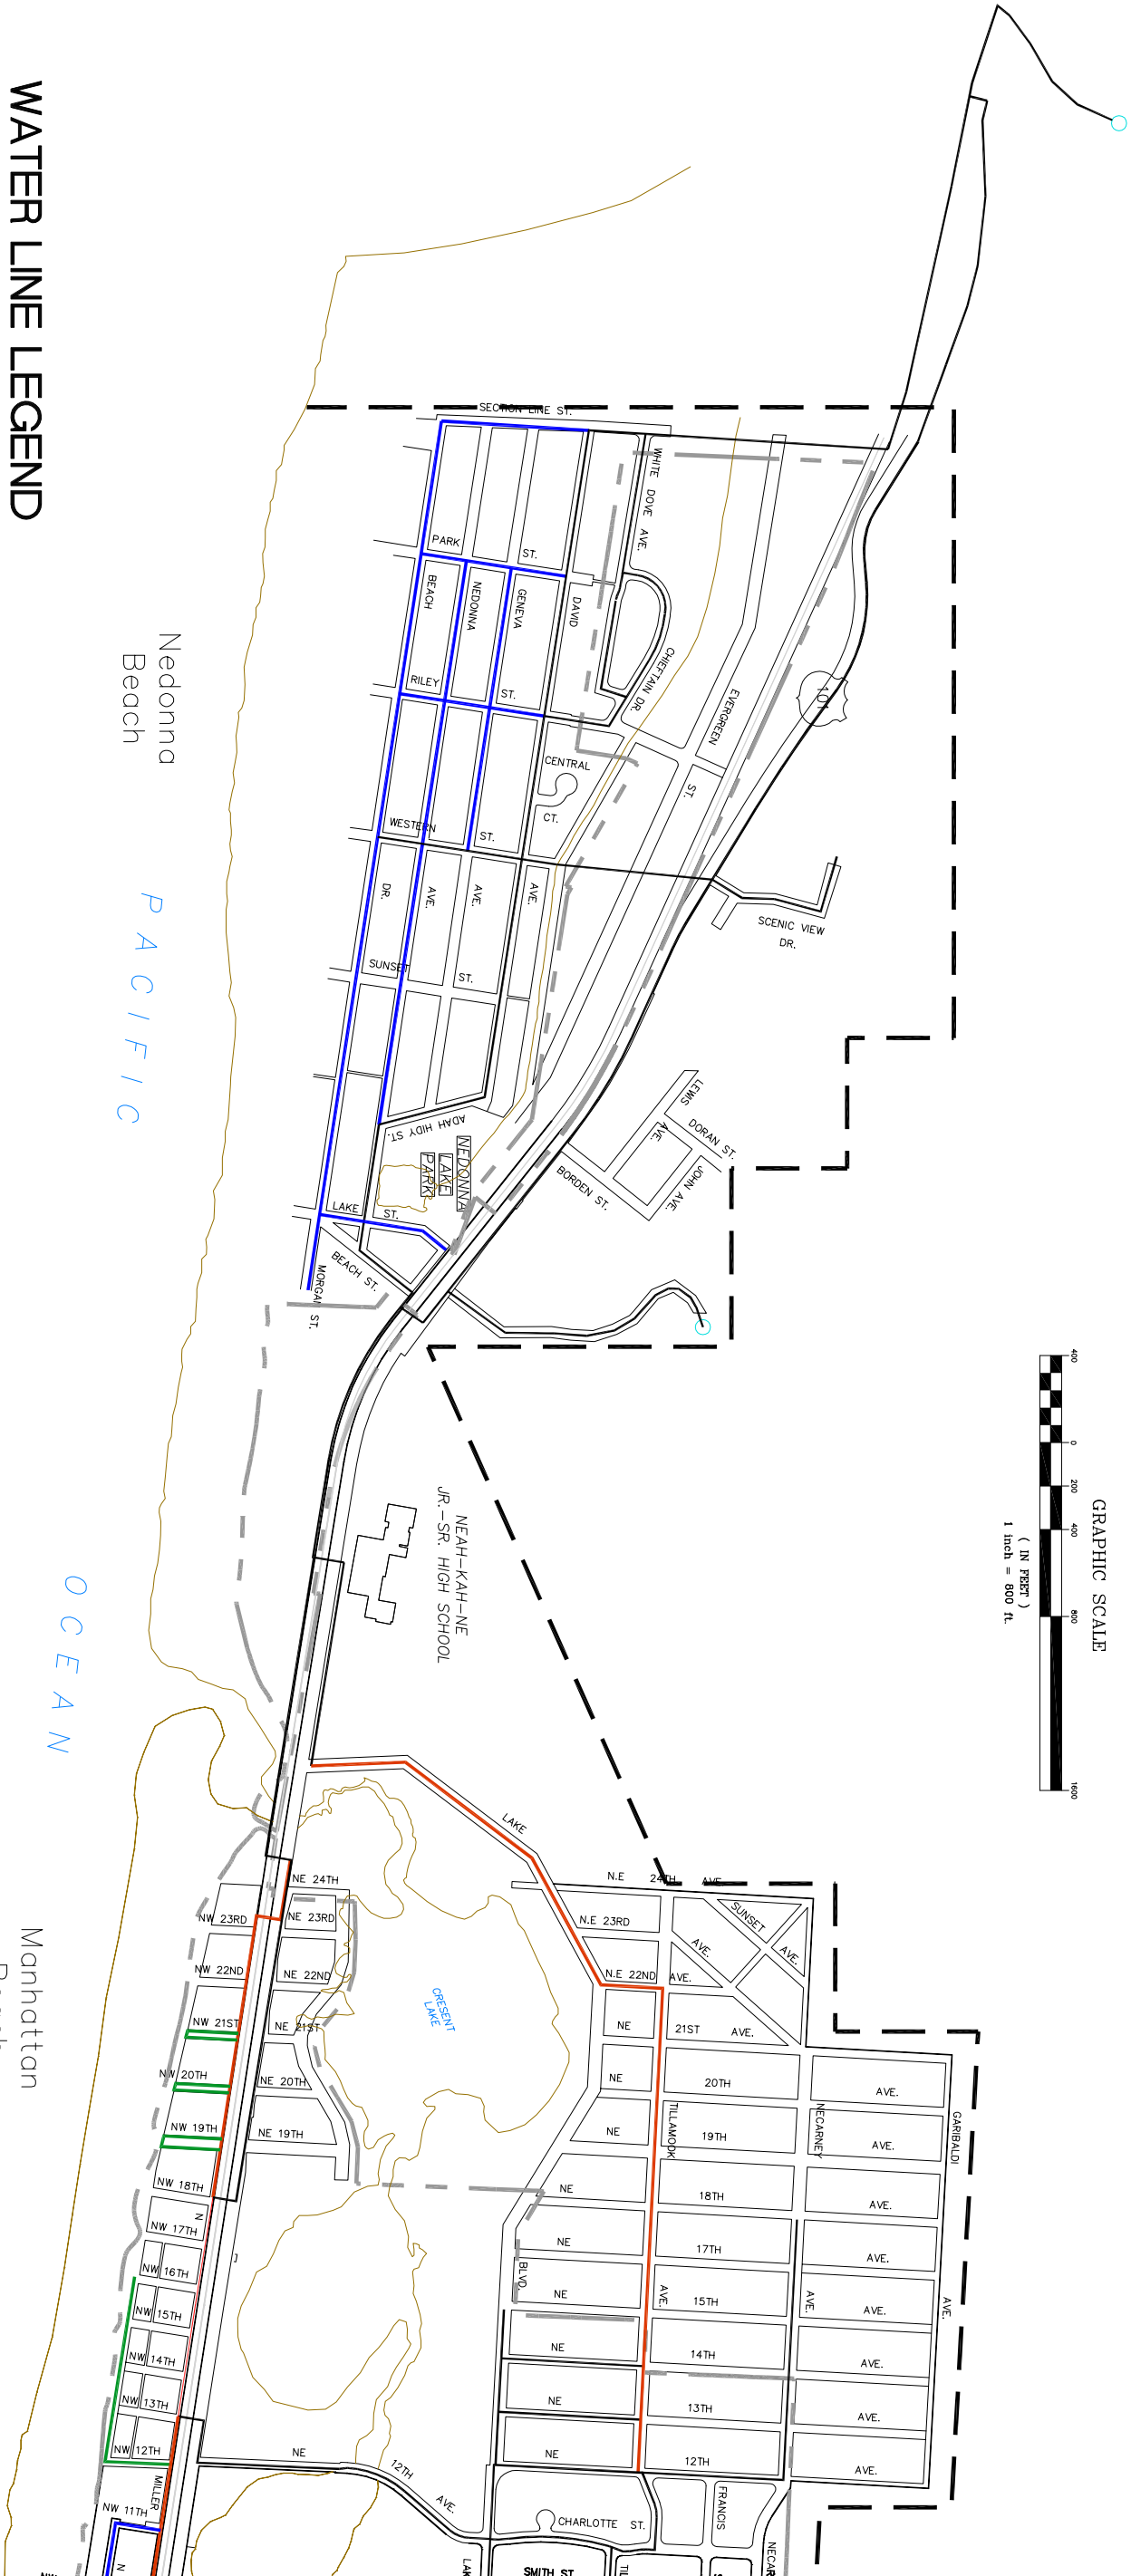 WATER LINE LEGEND
SECTION LINE ST.
WHITE DOVE AVE.
PARK ST.
BEACH
NEDONNA
GENEVA
DAVID
CHIEFTAIN DR.
EVERGREEN
ST.
101
RILEY
ST.
CENTRAL
CT.
WESTERN
ST.
DR.
AVE.
AVE.
AVE.
SCENIC VIEW
DR.
SUNSET
ST.
Nedonna
Beach
PACIFIC
LEWIS
AVE.
DORAN ST.
JOHN AVE.
BORDEN ST.
ADAH HIDY ST.
NEDONNA
LAKE
PARK
LAKE
ST.
BEACH ST.
MORGAN ST.
GRAPHIC SCALE
400
0
200
400
800
1600
( IN FEET )
1 inch = 800 ft.
NEAH-KAH-NE
JR.-SR. HIGH SCHOOL
OCEAN
LAKE
N.E 24TH AVE
NE 24TH
NW 23RD
NE 23RD
N.E 23RD
SUNSET
AVE.
AVE.
NW 22ND
NE 22ND
N.E 22ND AVE.
CRESENT
LAKE
NW 21ST
NE 21ST
NE
21ST AVE.
Manhattan
NW 20TH
NE 20TH
NE
20TH
AVE.
NW 19TH
NE 19TH
NE
TILLAMOOK
19TH
NECARNEY
AVE.
GARIBALDI
NW 18TH
NE
18TH
AVE.
N
NW 17TH
NE
17TH
AVE.
NW 16TH
BLVD.
NE
AVE.
15TH
AVE.
AVE.
AVE.
NW 15TH
NE
14TH
AVE.
NW 14TH
NE
13TH
AVE.
NW 13TH
NE
12TH
AVE.
NW 12TH
NE
12TH
AVE.
MILLER
NW 11TH
CHARLOTTE ST.
FRANCIS
N
SMITH ST